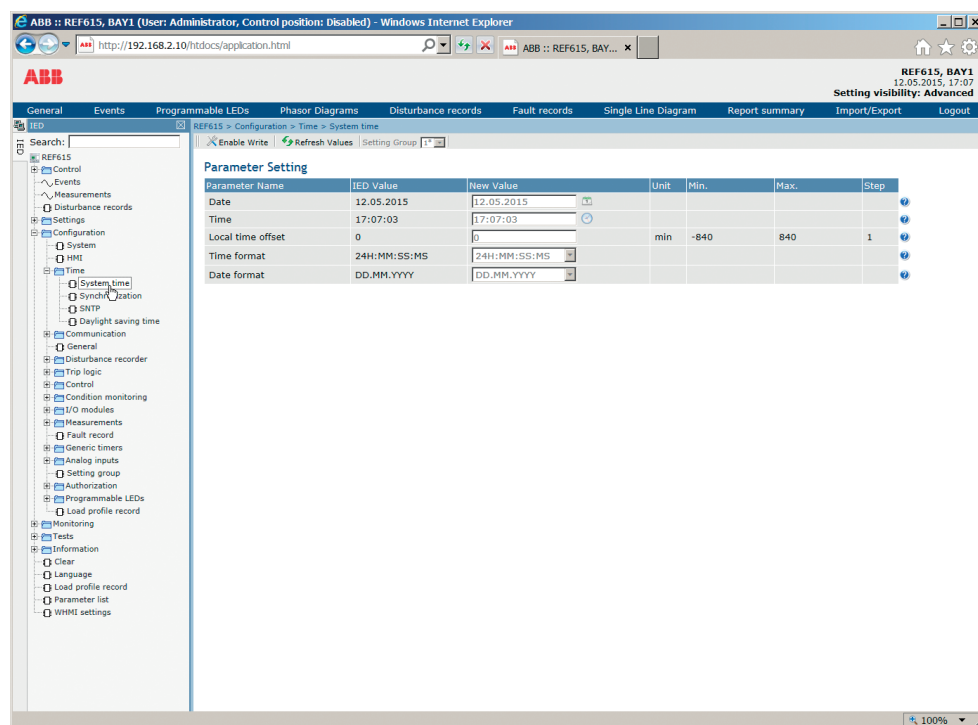 ABB :: REF615, BAY1 (User: Administrator, Control position: Disabled) - Windows Internet Explorer
http://192.168.2.10/htdocs/application.html
ABB :: REF615, BAY...
ABB
REF615, BAY1
12.05.2015, 17:07
Setting visibility: Advanced
General Events Programmable LEDs Phasor Diagrams Disturbance records Fault records Single Line Diagram Report summary Import/Export Logout
IED
IED
REF615 > Configuration > Time > System time
Search:
Enable Write Refresh Values Setting Group 1*
REF615
Control
Events
Measurements
Disturbance records
Settings
Configuration
System
HMI
Time
System time
Synchronization
SNTP
Daylight saving time
Communication
General
Disturbance recorder
Trip logic
Control
Condition monitoring
I/O modules
Measurements
Fault record
Generic timers
Analog inputs
Setting group
Authorization
Programmable LEDs
Load profile record
Monitoring
Tests
Information
Clear
Language
Load profile record
Parameter list
WHMI settings
Parameter Setting
Parameter Name IED Value New Value Unit Min. Max. Step
Date 12.05.2015 12.05.2015
Time 17:07:03 17:07:03
Local time offset 0 0 min -840 840 1
Time format 24H:MM:SS:MS 24H:MM:SS:MS
Date format DD.MM.YYYY DD.MM.YYYY
100%